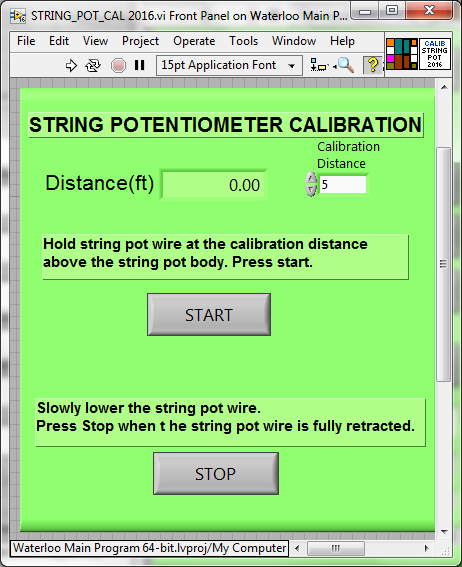 STRING_POT_CAL 2016.vi Front Panel on Waterloo Main P...
File Edit View Project Operate Tools Window Help
15pt Application Font
?
CALIB
STRING
POT
2016
STRING POTENTIOMETER CALIBRATION
Calibration
Distance
Distance(ft) 0.00 5
Hold string pot wire at the calibration distance
above the string pot body. Press start.
START
Slowly lower the string pot wire.
Press Stop when t he string pot wire is fully retracted.
STOP
Waterloo Main Program 64-bit.lvproj/My Computer